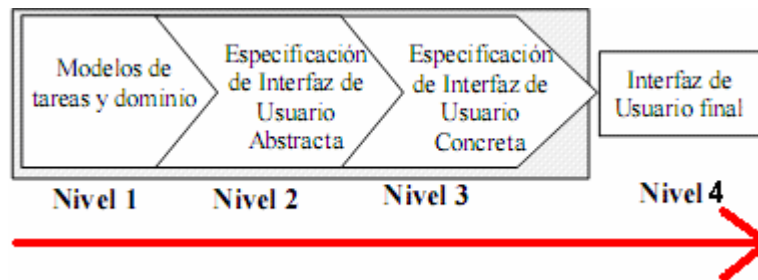 Modelos de
tareas y dominio
Especificación
de Interfaz de
Usuario
Abstracta
Especificación
de Interfaz de
Usuario
Concreta
Interfaz de
Usuario final
Nivel 1
Nivel 2
Nivel 3
Nivel 4